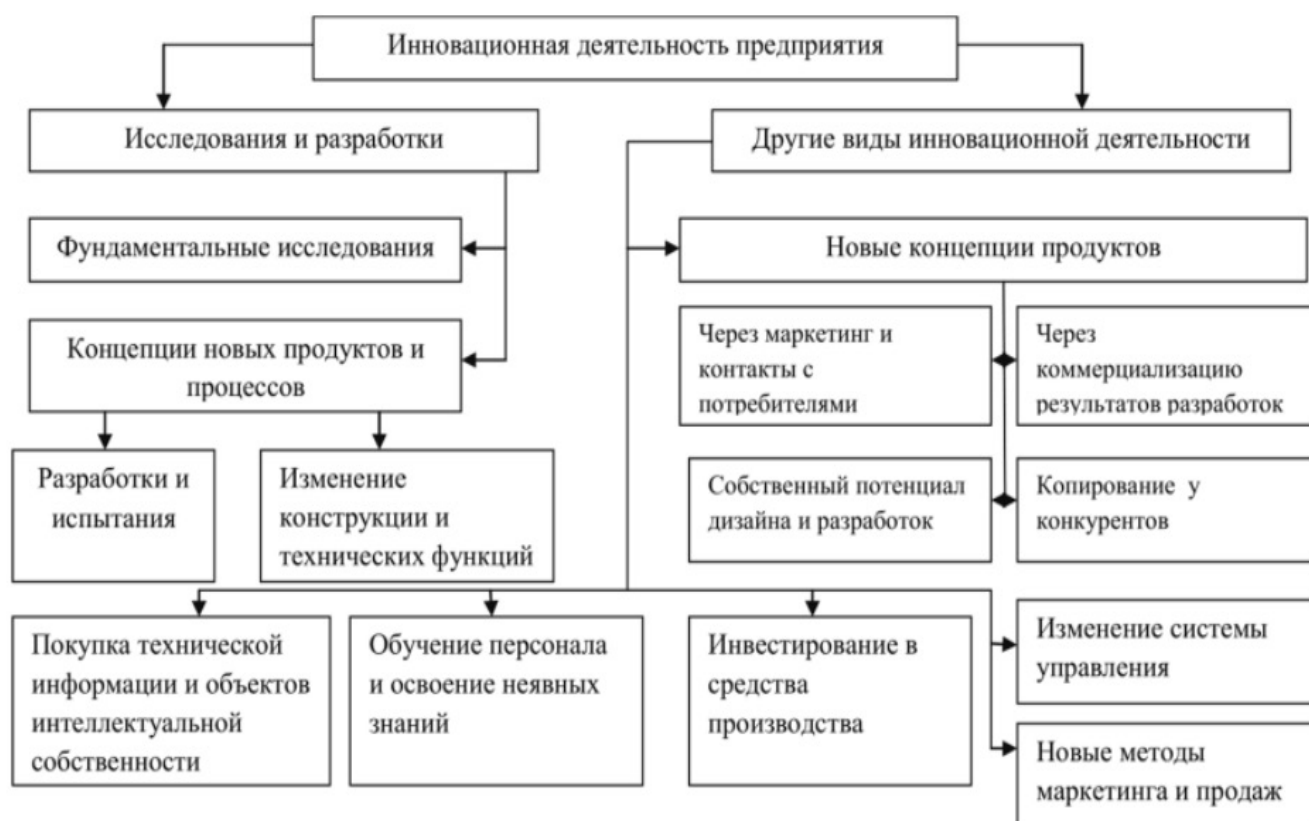 Инновационная деятельность предприятия
Исследования и разработки
Другие виды инновационной деятельности
Фундаментальные исследования
Новые концепции продуктов
Концепции новых продуктов и
процессов
Через маркетинг и
контакты с
потребителями
Через
коммерциализацию
результатов разработок
Разработки и
испытания
Изменение
конструкции и
технических функций
Собственный потенциал
дизайна и разработок
Копирование у
конкурентов
Покупка технической
информации и объектов
интеллектуальной
собственности
Обучение персонала
и освоение неявных
знаний
Инвестирование в
средства
производства
Изменение системы
управления
Новые методы
маркетинга и продаж